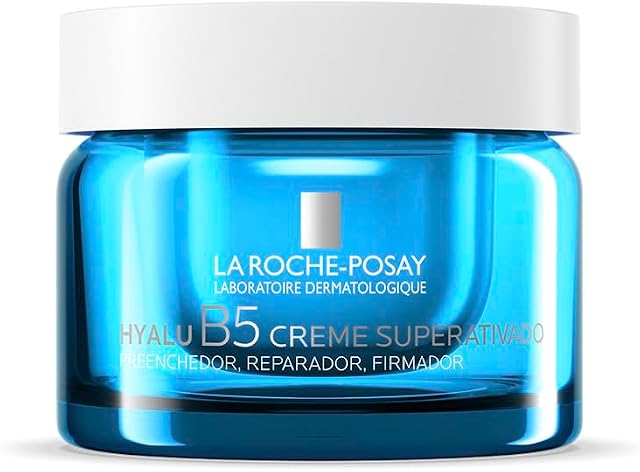 LA ROCHE-POSAY
LABORATOIRE DERMATOLOGIQUE
HYALU B5 CREME SUPERATIVADO
PREENCHEDOR, REPARADOR, FIRMADOR